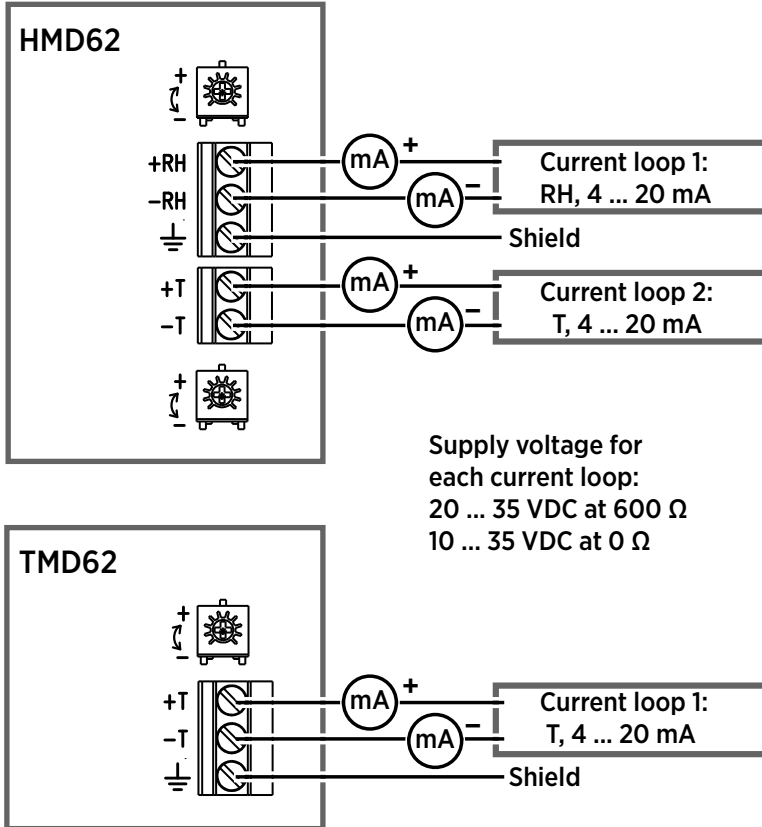 HMD62
+
−
+RH
mA
+
Current loop 1:
−RH
mA
−
RH, 4 ... 20 mA
Shield
+T
mA
+
Current loop 2:
−T
mA
−
T, 4 ... 20 mA
+
−
Supply voltage for
each current loop:
20 ... 35 VDC at 600 Ω
10 ... 35 VDC at 0 Ω
TMD62
+
−
+T
mA
+
Current loop 1:
−T
mA
−
T, 4 ... 20 mA
Shield